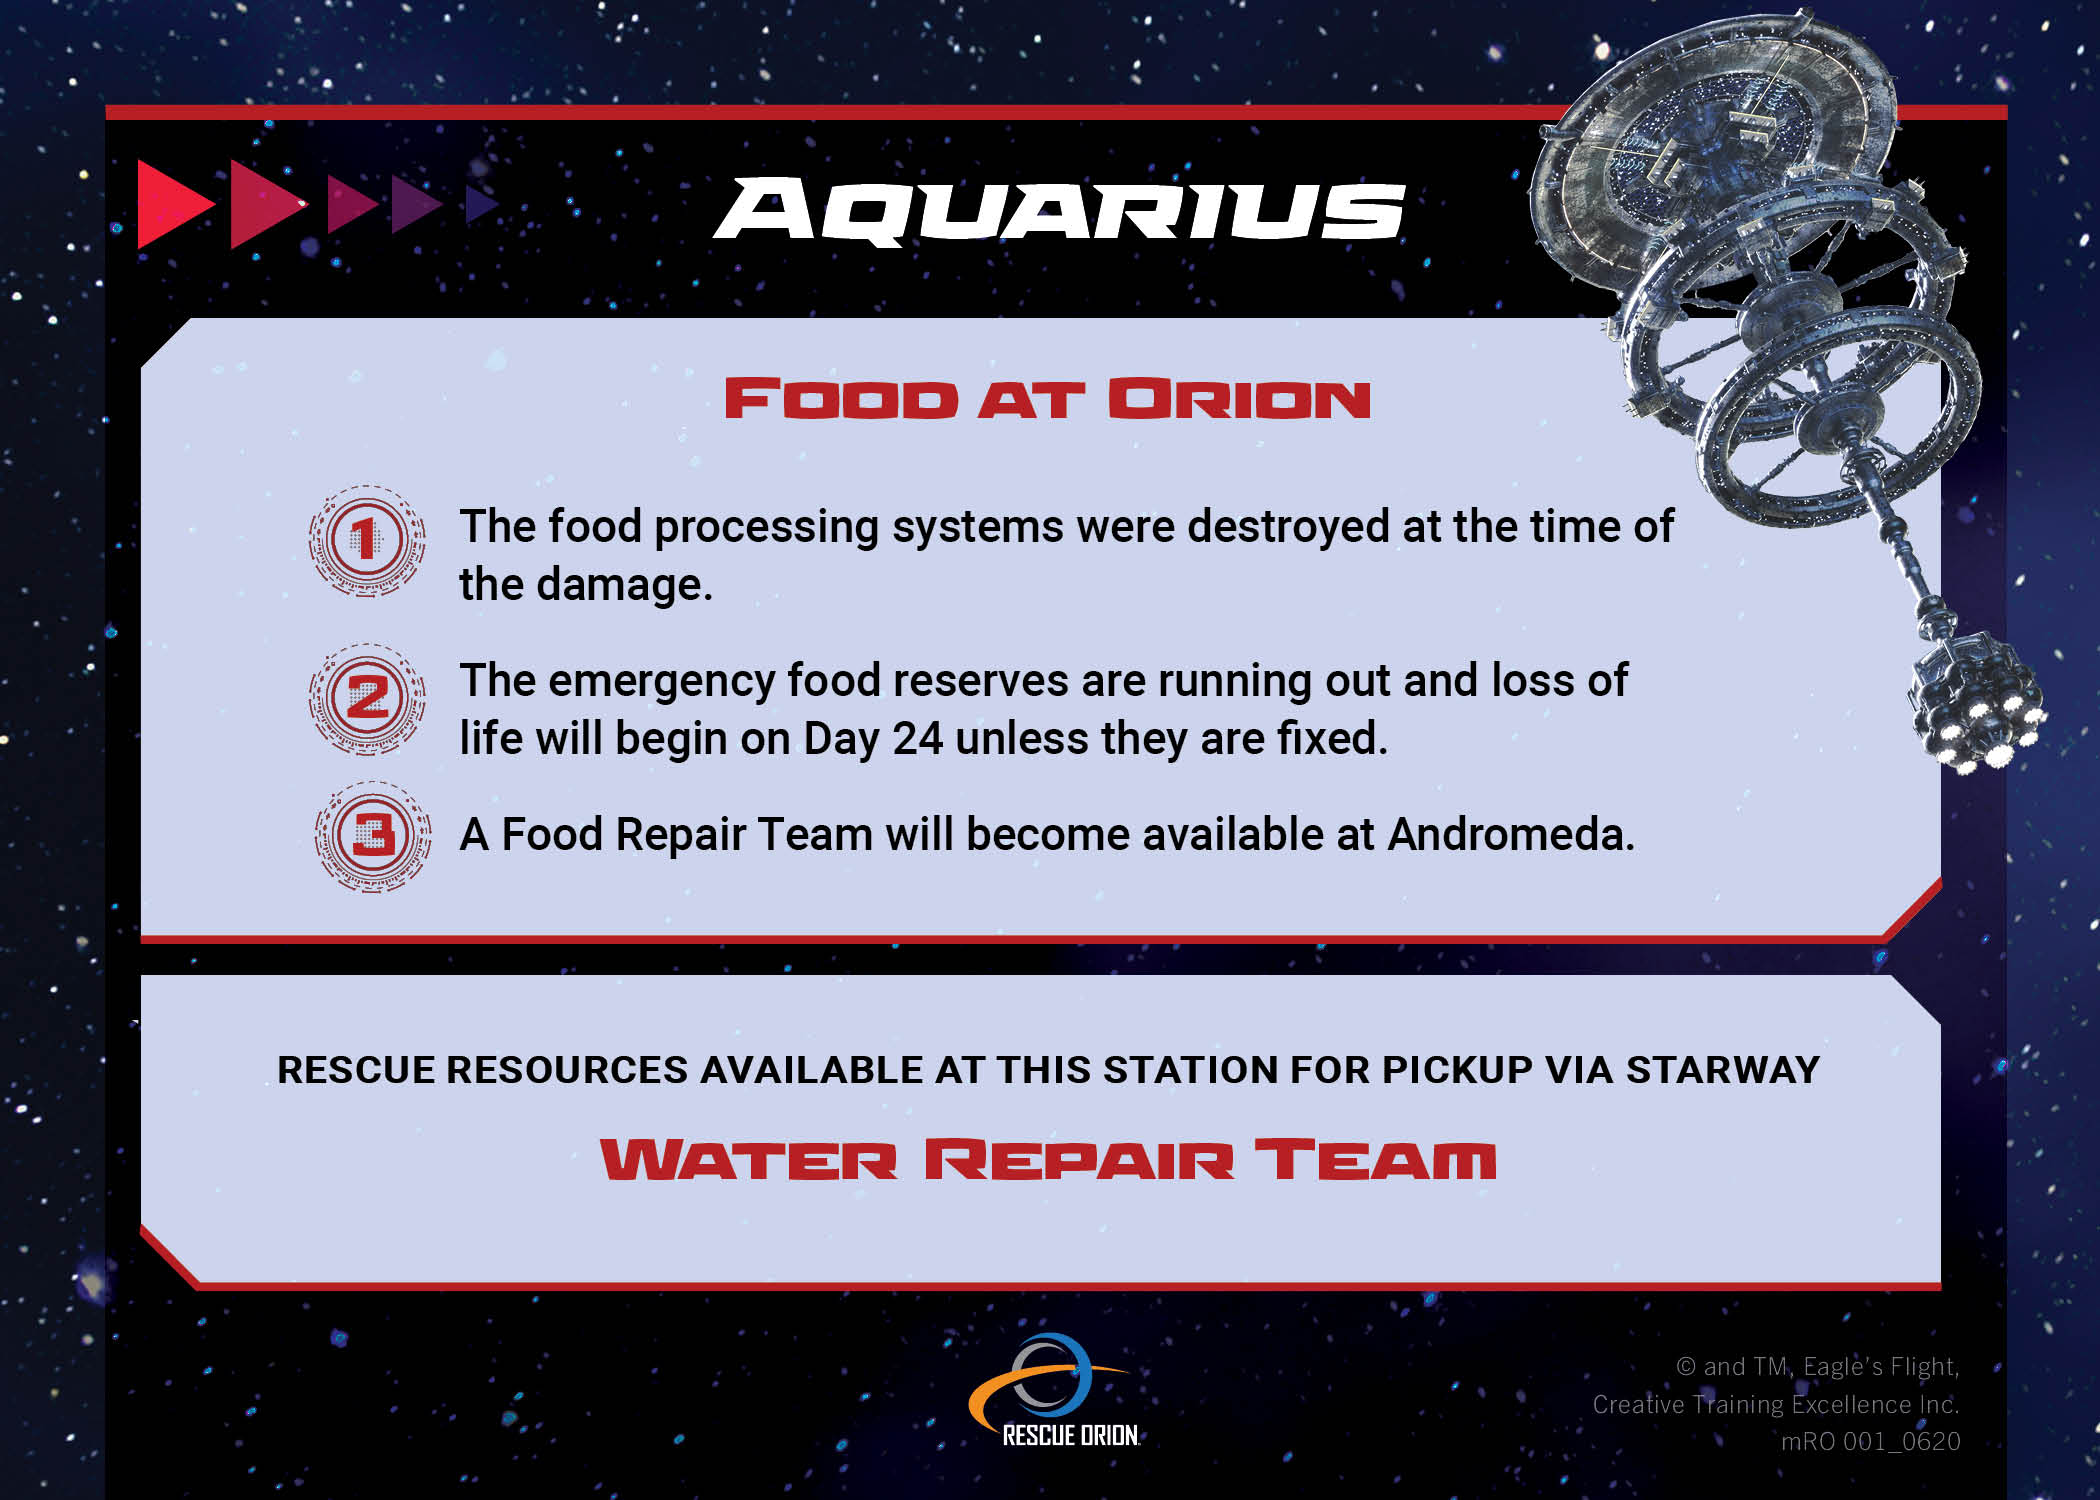 AQUARIUS
FOOD AT ORION
1
The food processing systems were destroyed at the time of
the damage.
2
The emergency food reserves are running out and loss of
life will begin on Day 24 unless they are fixed.
3
A Food Repair Team will become available at Andromeda.
RESCUE RESOURCES AVAILABLE AT THIS STATION FOR PICKUP VIA STARWAY
WATER REPAIR TEAM
RESCUE ORION
© and TM, Eagle's Flight,
Creative Training Excellence Inc.
mRO 001_0620